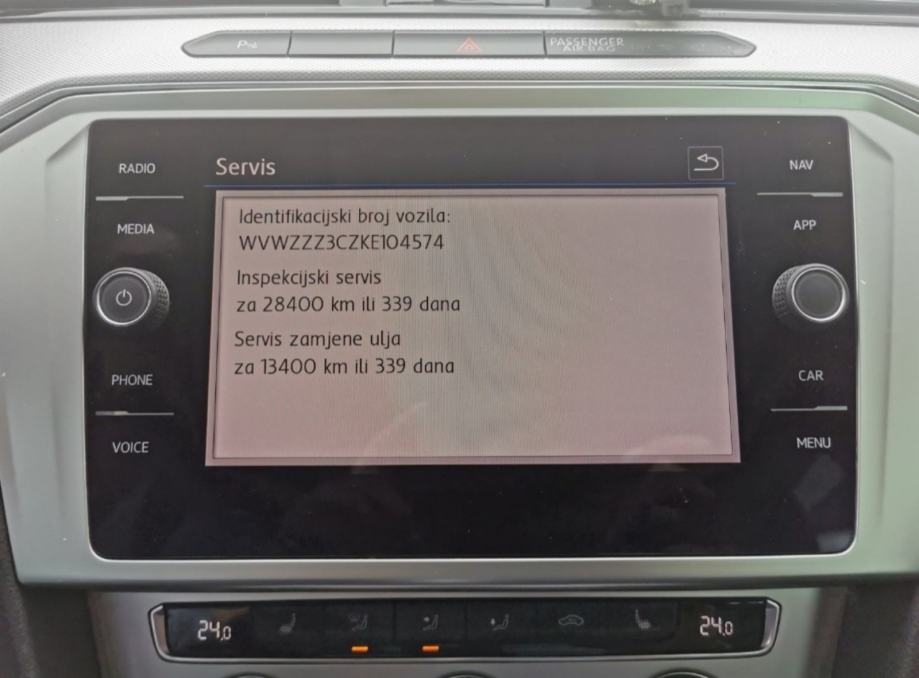 P
PASSENGER
AIR BAG
RADIO
Servis
NAV
MEDIA
APP
Identifikacijski broj vozila:
WVWZZZ3CZKE104574
Inspekcijski servis
za 28400 km ili 339 dana
Servis zamjene ulja
za 13400 km ili 339 dana
PHONE
CAR
VOICE
MENU
24,0
24,0